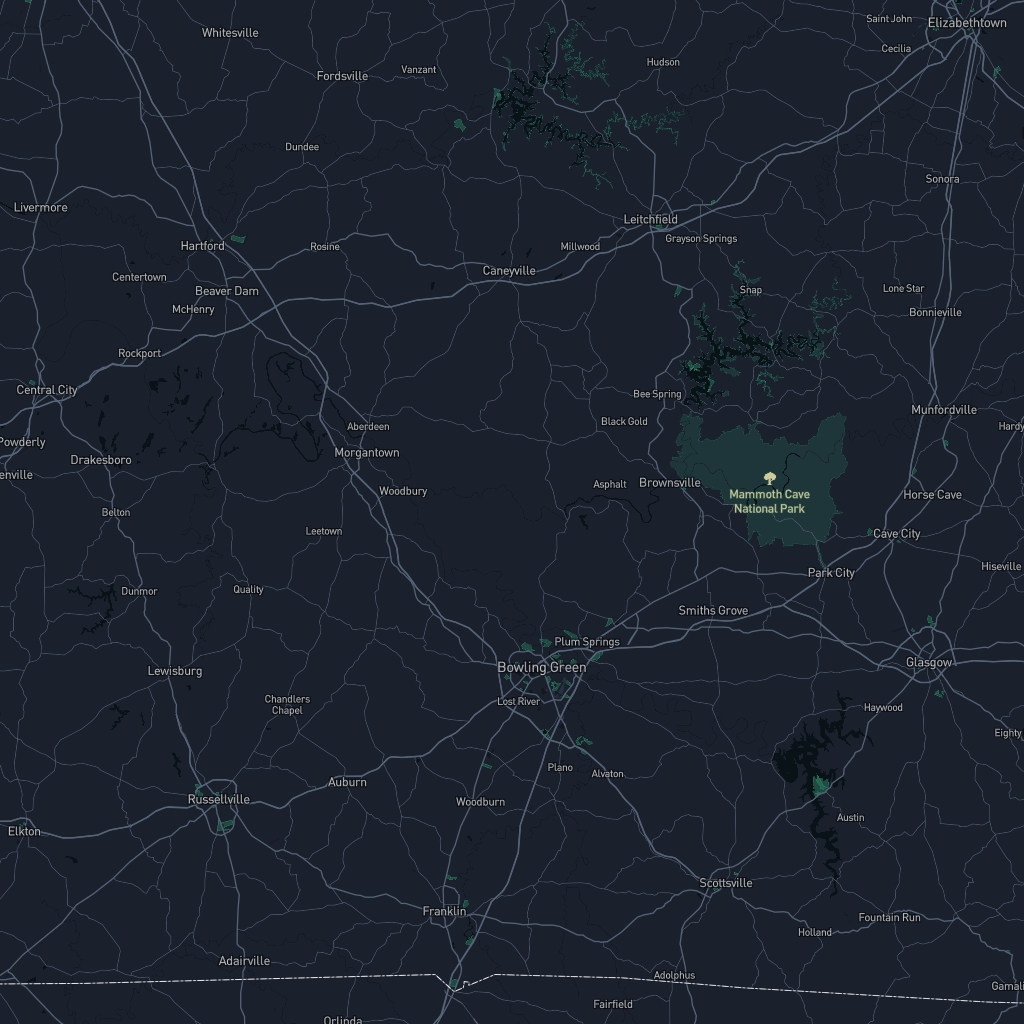 Saint John
Elizabethtown
Whitesville
Cecilia
Hudson
Vanzant
Fordsville
Dundee
Sonora
Livermore
Leitchfield
Grayson Springs
Hartford
Rosine
Millwood
Caneyville
Centertown
Beaver Dam
Snap
Lone Star
McHenry
Bonnieville
Rockport
Central City
Bee Spring
Munfordville
Black Gold
Aberdeen
Hardy
Powderly
Morgantown
Drakesboro
enville
Brownsville
Asphalt
Woodbury
Mammoth Cave
National Park
Horse Cave
Belton
Leetown
Cave City
Hiseville
Park City
Dunmor
Quality
Smiths Grove
Plum Springs
Bowling Green
Glasgow
Lewisburg
Chandlers
Chapel
Lost River
Haywood
Eighty
Plano
Alvaton
Auburn
Russellville
Woodburn
Austin
Elkton
Scottsville
Franklin
Fountain Run
Holland
Adairville
Adolphus
Gamali
Fairfield
Orlinda